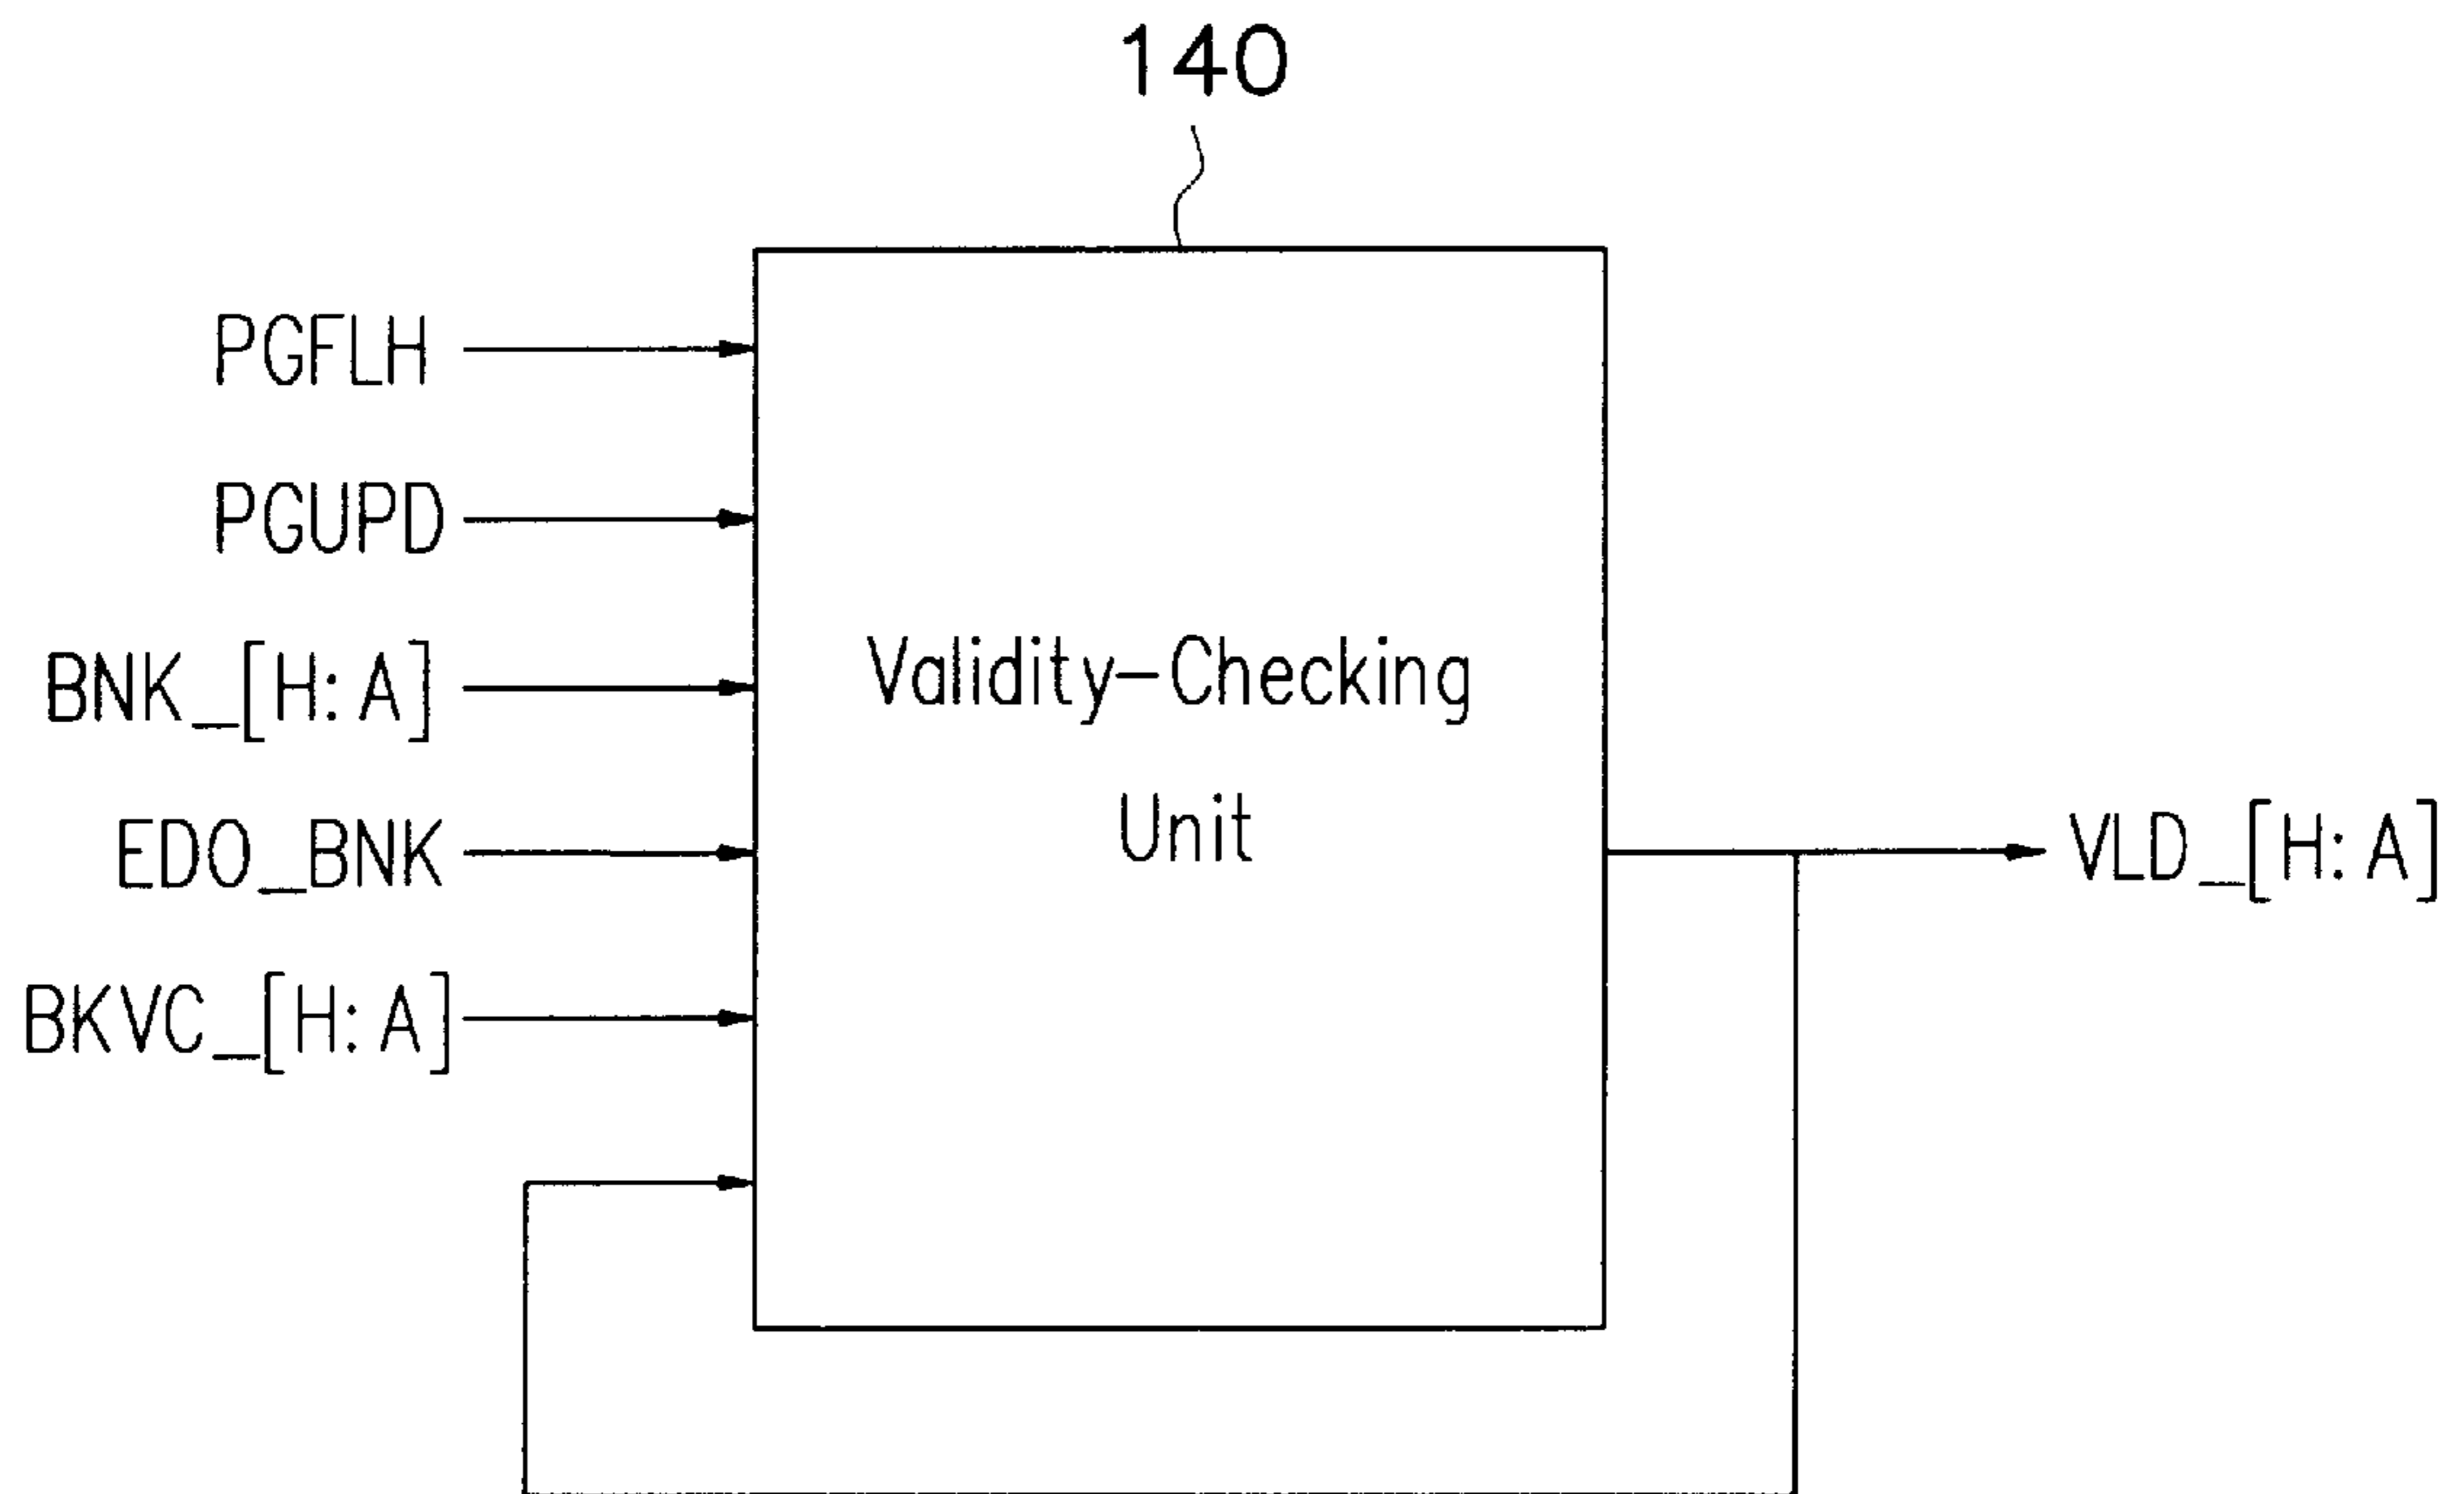 140
PGFLH
PGUPD
BNK_[H:A]
EDO_BNK
BKVC_[H:A]
Validity-Checking
Unit
VLD_[H:A]